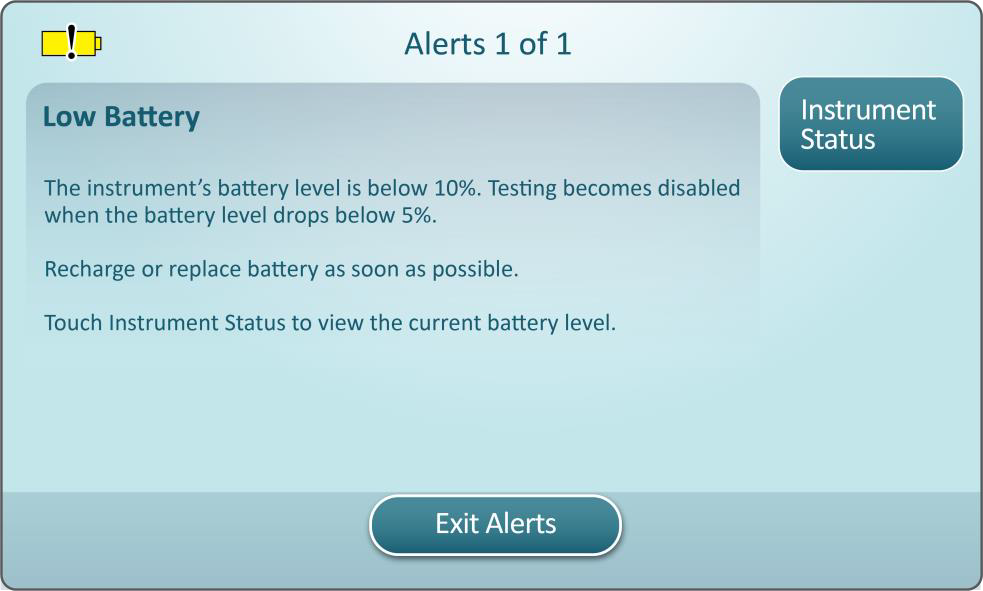 Alerts 1 of 1
Low Battery
Instrument
Status
The instrument’s battery level is below 10%. Testing becomes disabled
when the battery level drops below 5%.
Recharge or replace battery as soon as possible.
Touch Instrument Status to view the current battery level.
Exit Alerts